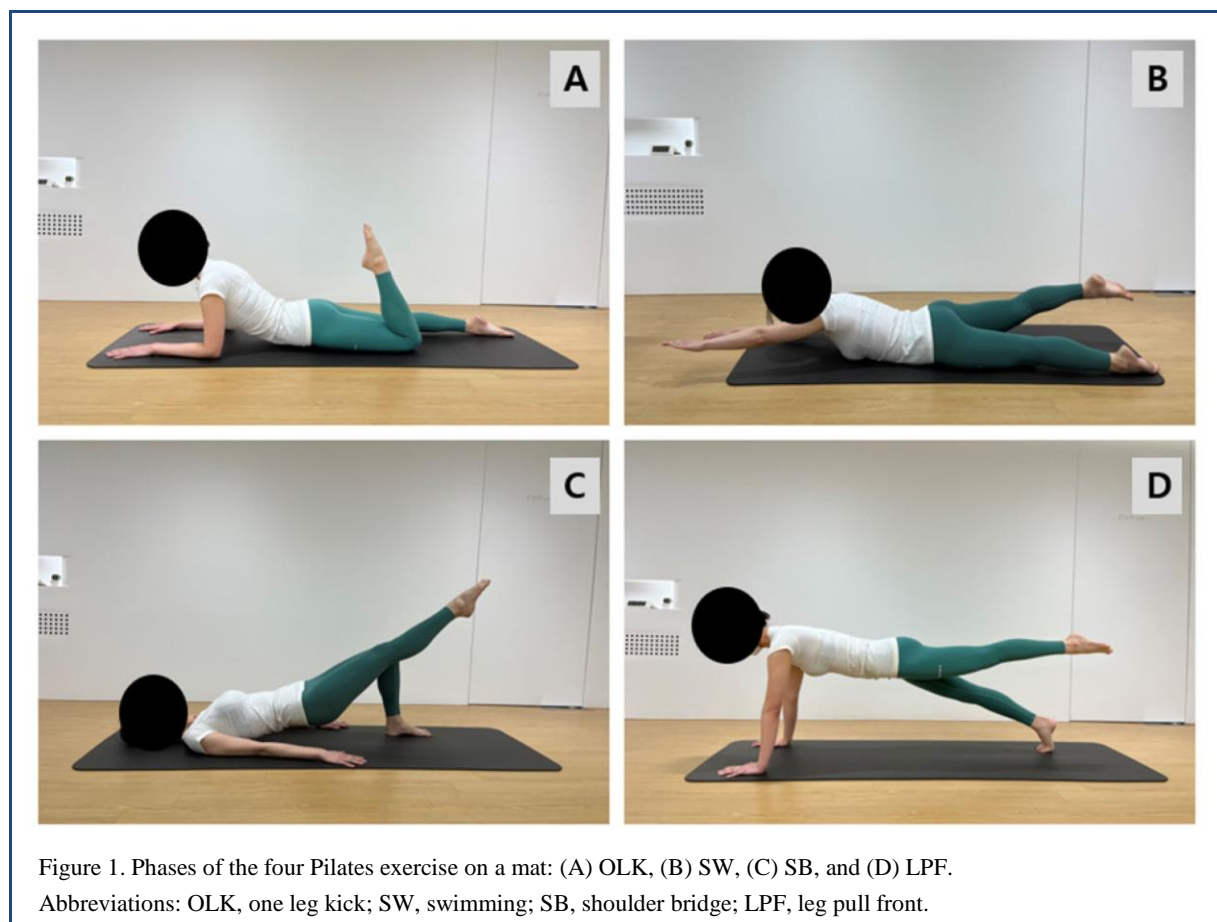 A
B
C
D
Figure 1. Phases of the four Pilates exercise on a mat: (A) OLK, (B) SW, (C) SB, and (D) LPF.
Abbreviations: OLK, one leg kick; SW, swimming; SB, shoulder bridge; LPF, leg pull front.